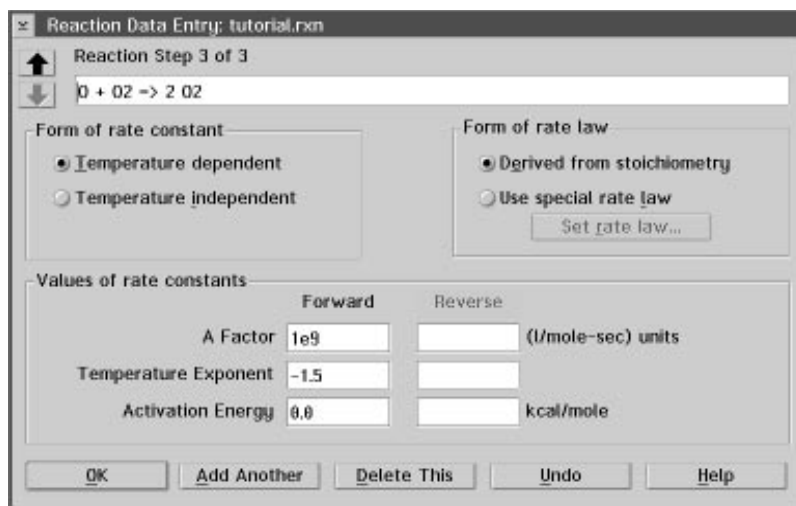 Reaction Data Entry: tutorial.rxn
Reaction Step 3 of 3
O + O2 => 2 O2
Form of rate constant
Temperature dependent
Temperature independent
Form of rate law
Derived from stoichiometry
Use special rate law
Set rate law...
Values of rate constants
Forward Reverse
A Factor 1e9 (l/mole-sec) units
Temperature Exponent -1.5
Activation Energy 0.0 kcal/mole
OK Add Another Delete This Undo Help